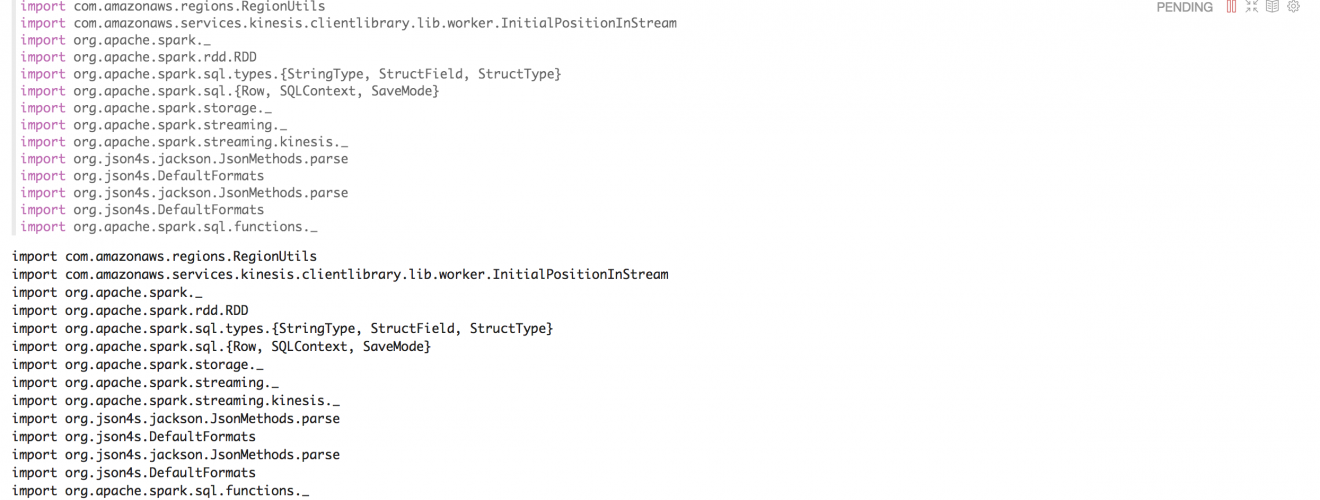 import com.amazonaws.regions.RegionUtils
PENDING
import com.amazonaws.services.kinesis.clientlibrary.lib.worker.InitialPositionInStream
import org.apache.spark._
import org.apache.spark.rdd.RDD
import org.apache.spark.sql.types.{StringType, StructField, StructType}
import org.apache.spark.sql.{Row, SQLContext, SaveMode}
import org.apache.spark.storage._
import org.apache.spark.streaming._
import org.apache.spark.streaming.kinesis._
import org.json4s.jackson.JsonMethods.parse
import org.json4s.DefaultFormats
import org.json4s.jackson.JsonMethods.parse
import org.json4s.DefaultFormats
import org.apache.spark.sql.functions._
import com.amazonaws.regions.RegionUtils
import com.amazonaws.services.kinesis.clientlibrary.lib.worker.InitialPositionInStream
import org.apache.spark._
import org.apache.spark.rdd.RDD
import org.apache.spark.sql.types.{StringType, StructField, StructType}
import org.apache.spark.sql.{Row, SQLContext, SaveMode}
import org.apache.spark.storage._
import org.apache.spark.streaming._
import org.apache.spark.streaming.kinesis._
import org.json4s.jackson.JsonMethods.parse
import org.json4s.DefaultFormats
import org.json4s.jackson.JsonMethods.parse
import org.json4s.DefaultFormats
import org.apache.spark.sql.functions._